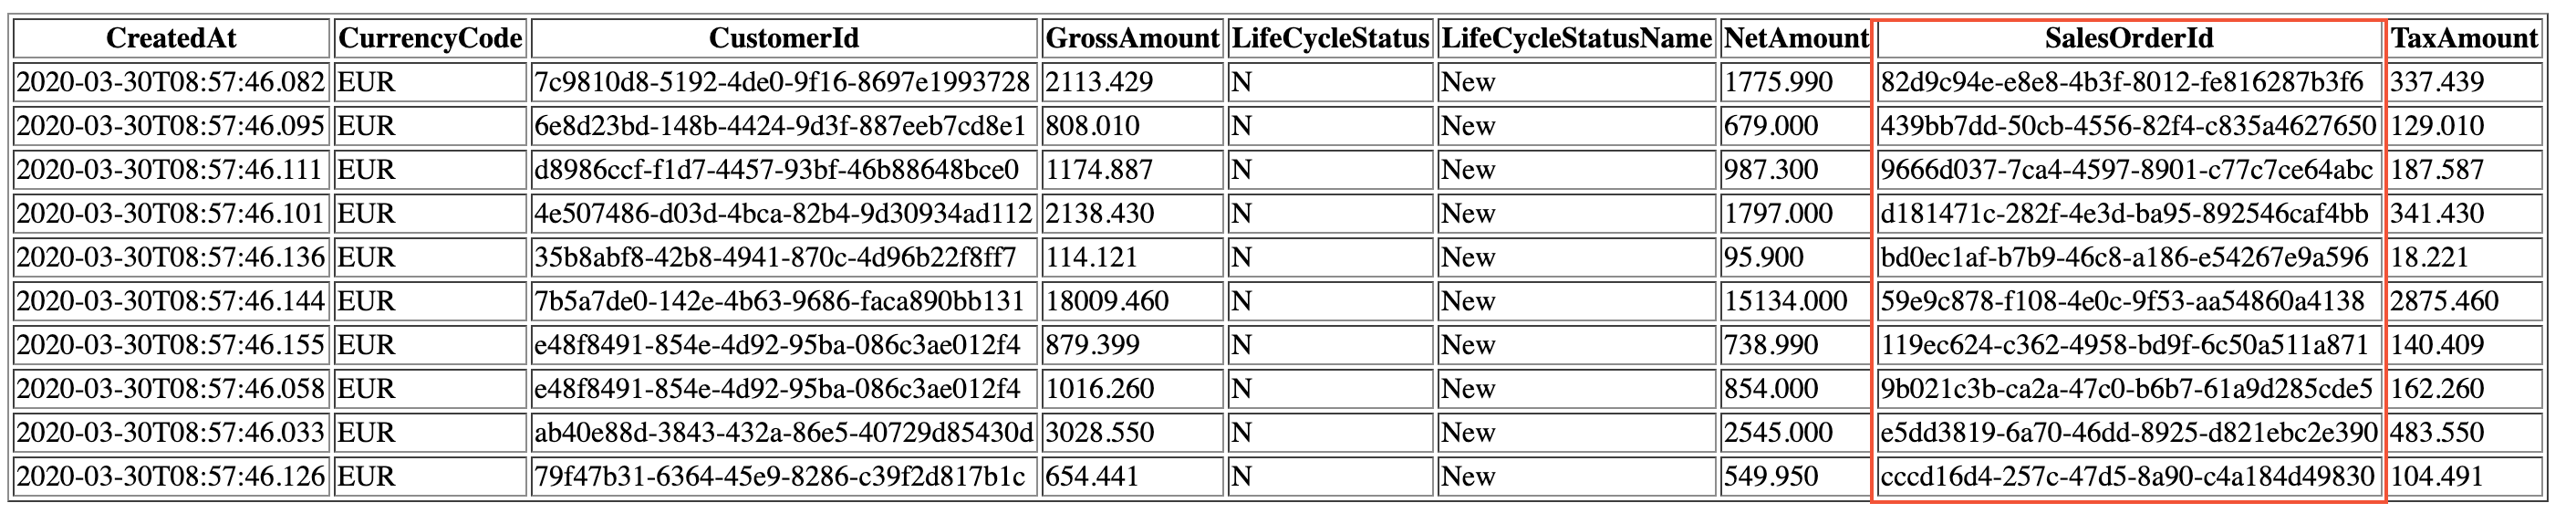 CreatedAt CurrencyCode CustomerId GrossAmount LifeCycleStatus LifeCycleStatusName NetAmount SalesOrderId TaxAmount
2020-03-30T08:57:46.082 EUR 7c9810d8-5192-4de0-9f16-8697e1993728 2113.429 N New 1775.990 82d9c94e-e8e8-4b3f-8012-fe816287b3f6 337.439
2020-03-30T08:57:46.095 EUR 6e8d23bd-148b-4424-9d3f-887eeb7cd8e1 808.010 N New 679.000 439bb7dd-50cb-4556-82f4-c835a4627650 129.010
2020-03-30T08:57:46.111 EUR d8986ccf-f1d7-4457-93bf-46b88648bce0 1174.887 N New 987.300 9666d037-7ca4-4597-8901-c77c7ce64abc 187.587
2020-03-30T08:57:46.101 EUR 4e507486-d03d-4bca-82b4-9d30934ad112 2138.430 N New 1797.000 d181471c-282f-4e3d-ba95-892546caf4bb 341.430
2020-03-30T08:57:46.136 EUR 35b8abf8-42b8-4941-870c-4d96b22f8ff7 114.121 N New 95.900 bd0ec1af-b7b9-46c8-a186-e54267e9a596 18.221
2020-03-30T08:57:46.144 EUR 7b5a7de0-142e-4b63-9686-faca890bb131 18009.460 N New 15134.000 59e9c878-f108-4e0c-9f53-aa54860a4138 2875.460
2020-03-30T08:57:46.155 EUR e48f8491-854e-4d92-95ba-086c3ae012f4 879.399 N New 738.990 119ec624-c362-4958-bd9f-6c50a511a871 140.409
2020-03-30T08:57:46.058 EUR e48f8491-854e-4d92-95ba-086c3ae012f4 1016.260 N New 854.000 9b021c3b-ca2a-47c0-b6b7-61a9d285cde5 162.260
2020-03-30T08:57:46.033 EUR ab40e88d-3843-432a-86e5-40729d85430d 3028.550 N New 2545.000 e5dd3819-6a70-46dd-8925-d821ebc2e390 483.550
2020-03-30T08:57:46.126 EUR 79f47b31-6364-45e9-8286-c39f2d817b1c 654.441 N New 549.950 cccd16d4-257c-47d5-8a90-c4a184d49830 104.491